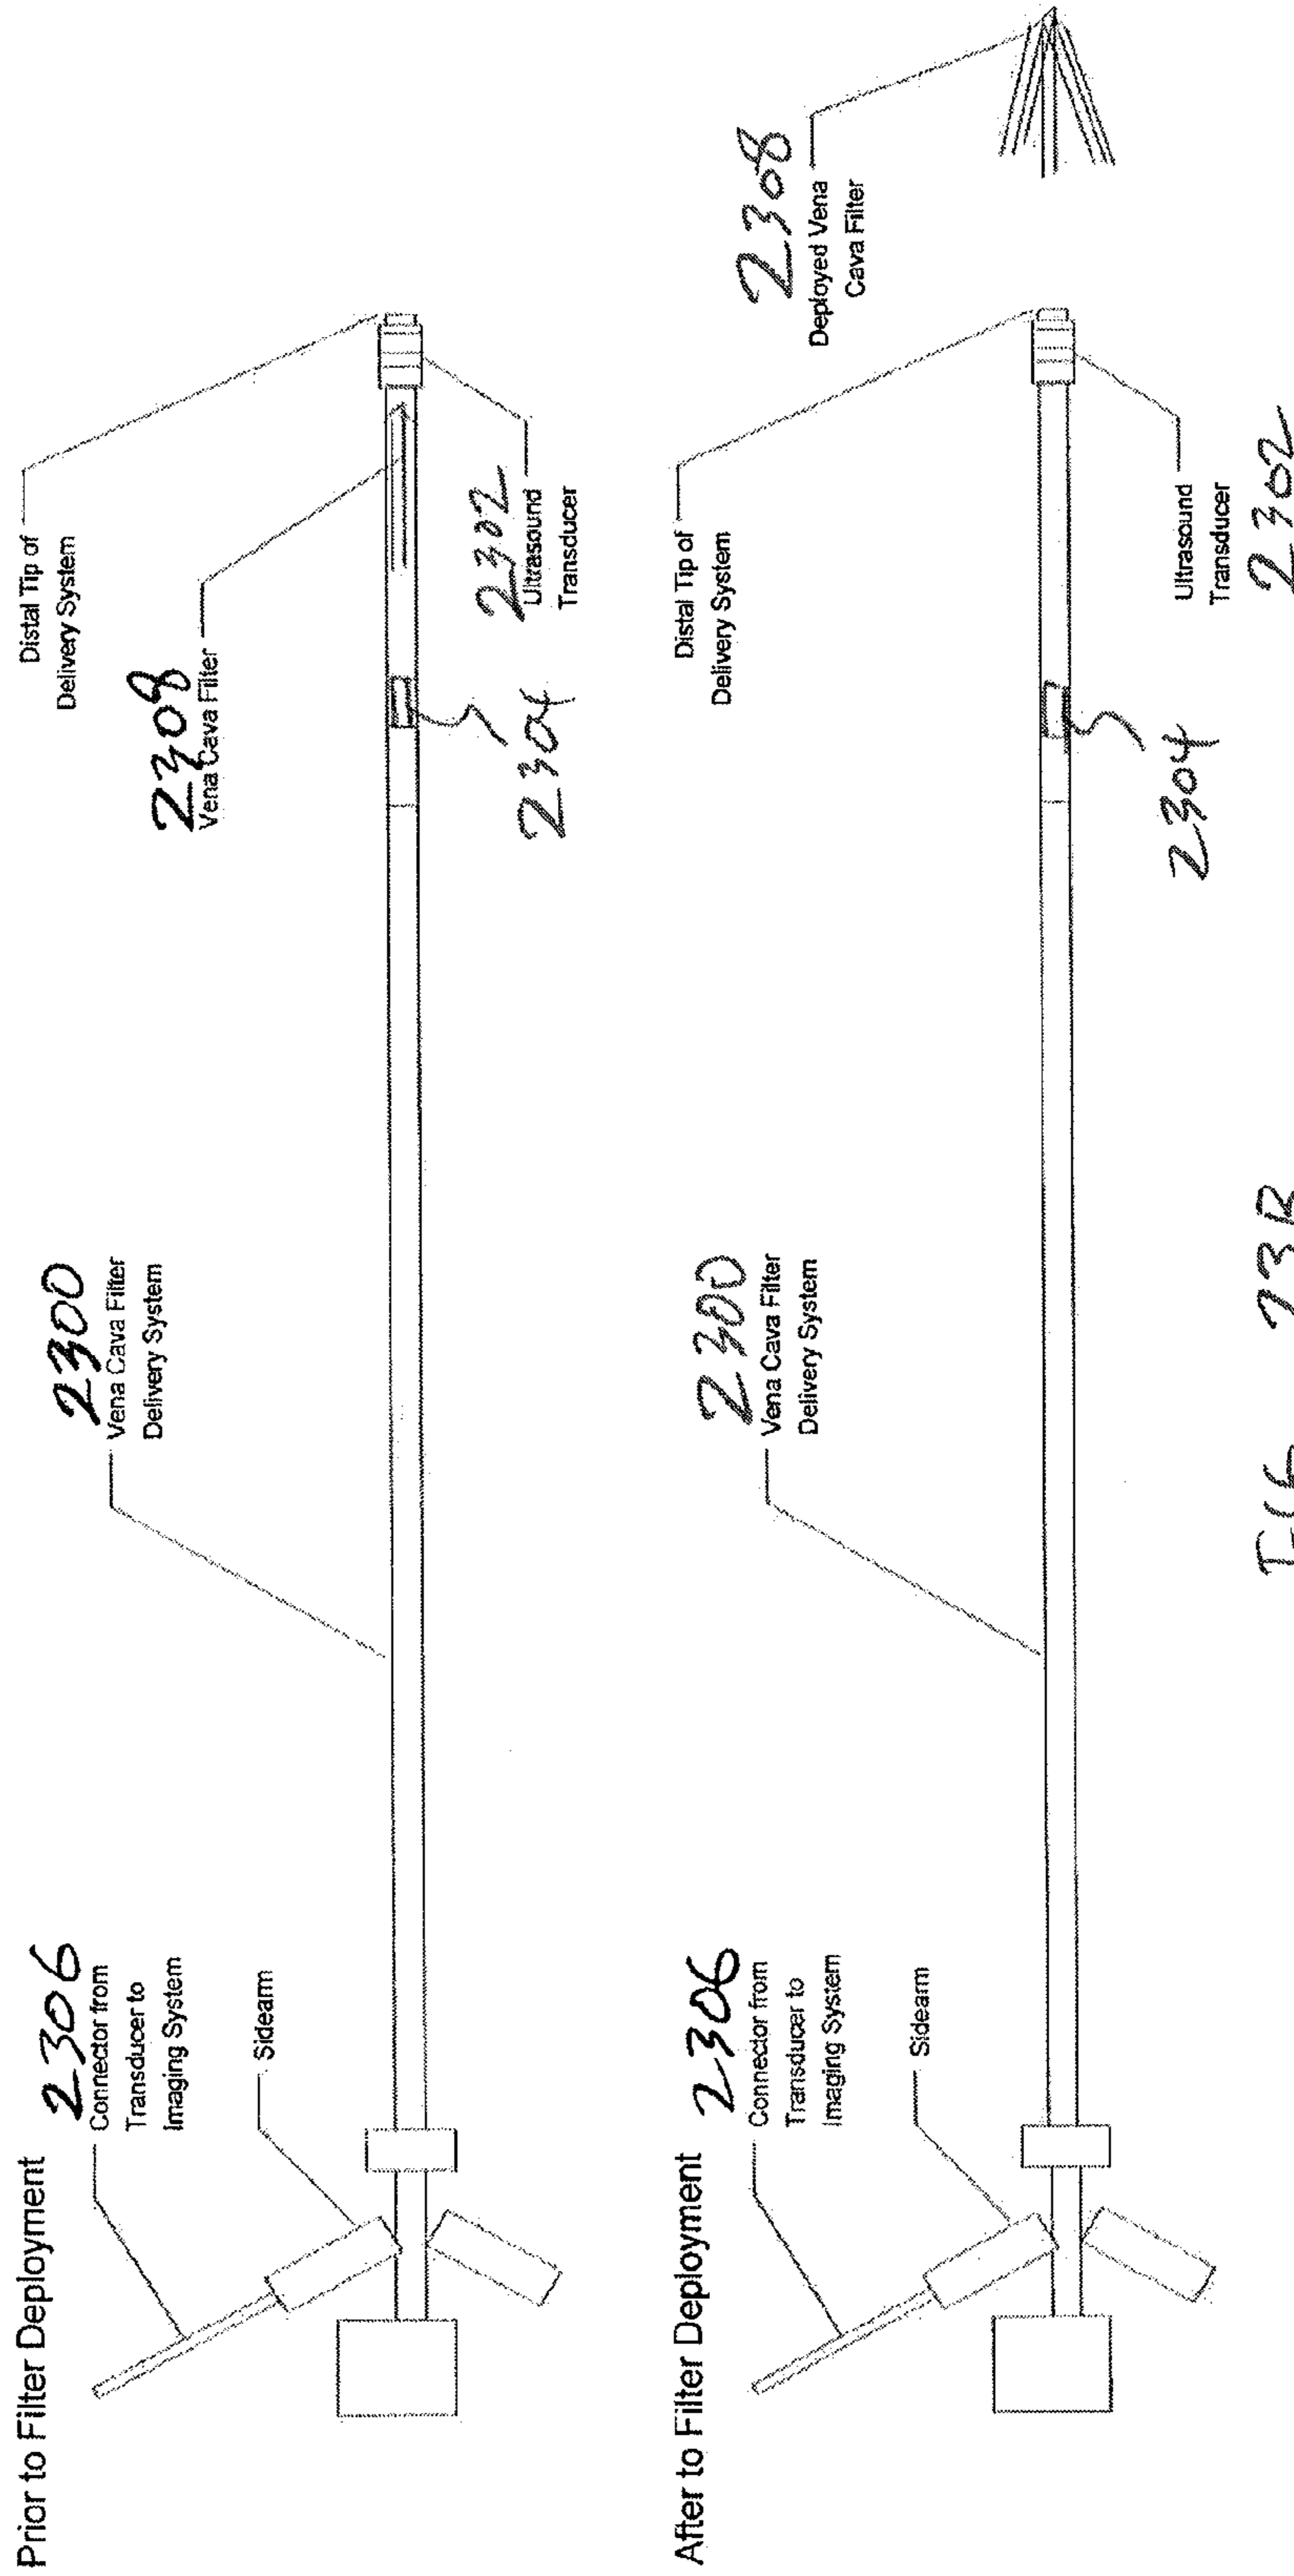 Prior to Filter Deployment
2306
Connector from
Transducer to
Imaging System
Sidearm
2300
Vena Cava Filter
Delivery System
Distal Tip of
Delivery System
2308
Vena Cava Filter
2304
2302
Ultrasound
Transducer
After to Filter Deployment
2306
Connector from
Transducer to
Imaging System
Sidearm
2300
Vena Cava Filter
Delivery System
Distal Tip of
Delivery System
2308
Deployed Vena
Cava Filter
2304
Ultrasound
Transducer
2302